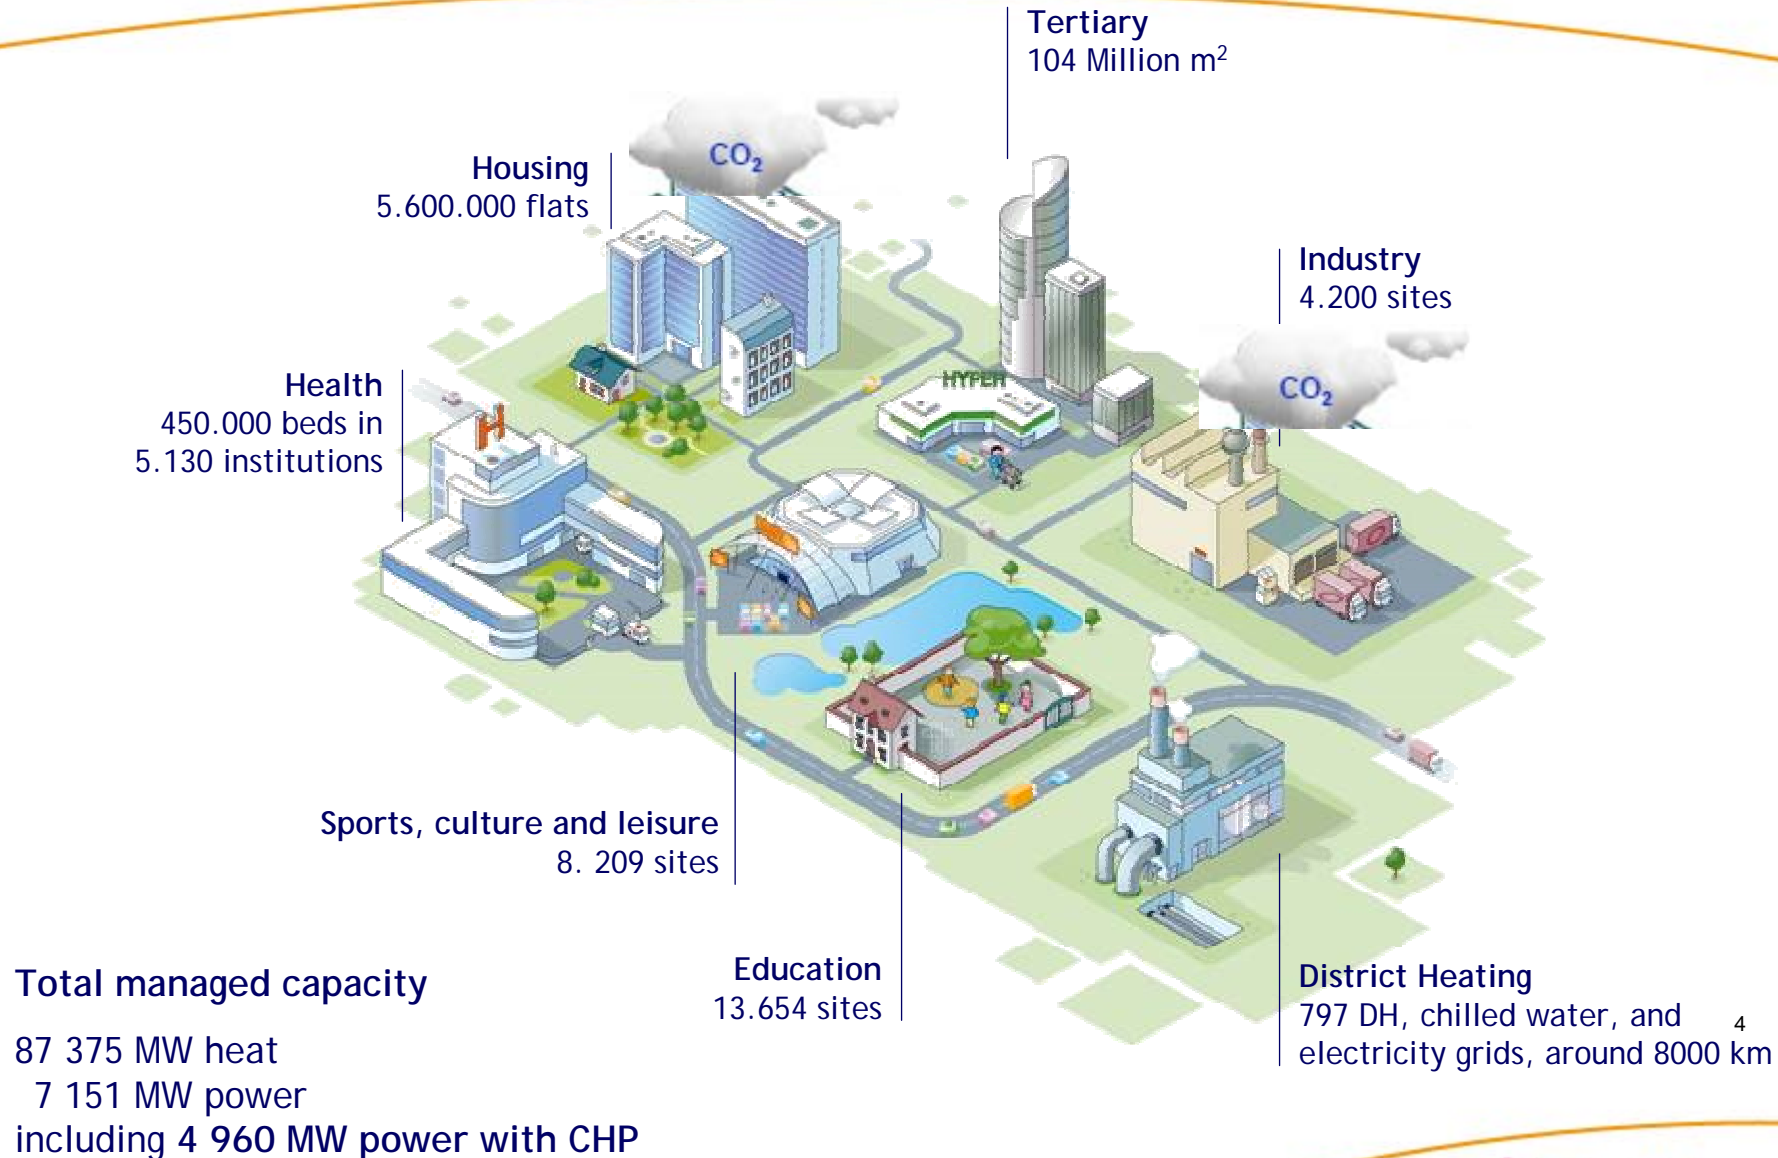 Tertiary
104 Million m²
CO₂
Housing
5.600.000 flats
Industry
4.200 sites
CO₂
Health
450.000 beds in
5.130 institutions
H
Sports, culture and leisure
8. 209 sites
Education
13.654 sites
District Heating
797 DH, chilled water, and
electricity grids, around 8000 km
4
Total managed capacity
87 375 MW heat
7 151 MW power
including 4 960 MW power with CHP